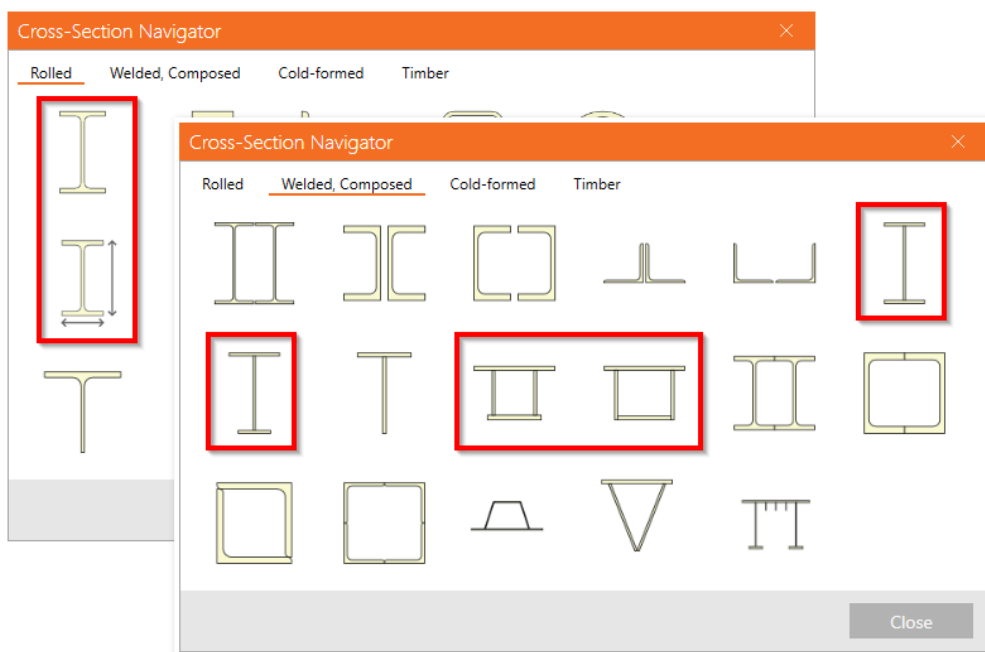 Cross-Section Navigator
Rolled Welded, Composed Cold-formed Timber
Cross-Section Navigator
Rolled Welded, Composed Cold-formed Timber
Close